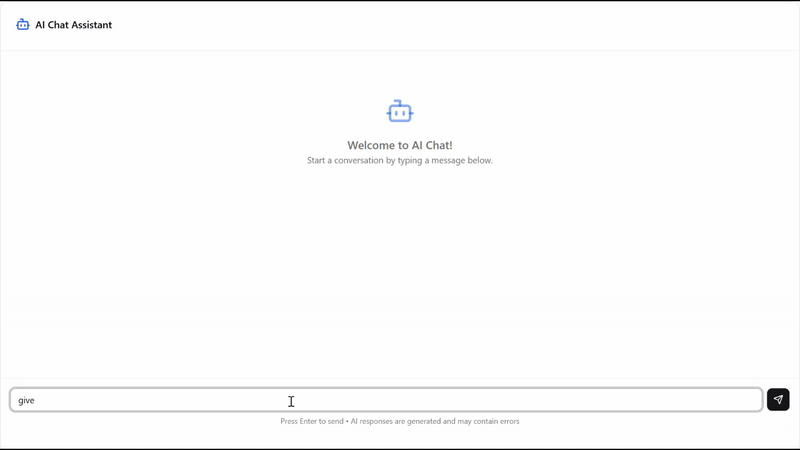 AI Chat Assistant
Welcome to AI Chat!
Start a conversation by typing a message below.
give
Press Enter to send • AI responses are generated and may contain errors